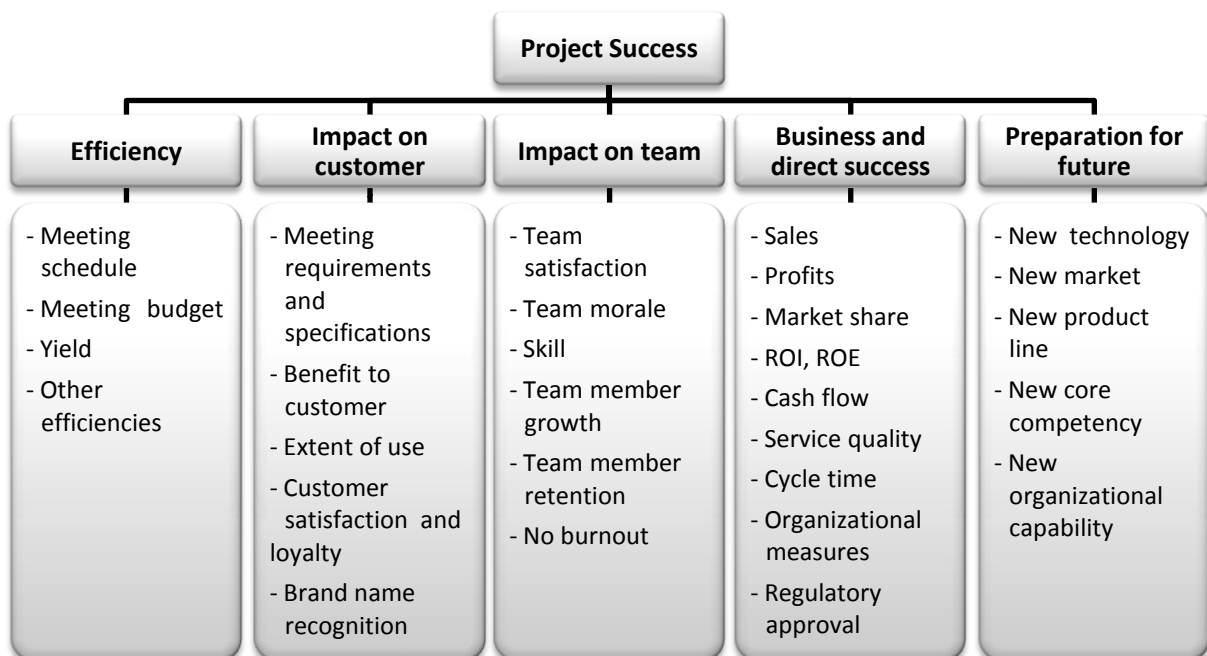 Project Success
Efficiency
Impact on
customer
Impact on team
Business and
direct success
Preparation for
future
- Meeting
schedule
- Meeting budget
- Yield
- Other
efficiencies
- Meeting
requirements
and
specifications
- Benefit to
customer
- Extent of use
- Customer
satisfaction and
loyalty
- Brand name
recognition
- Team
satisfaction
- Team morale
- Skill
- Team member
growth
- Team member
retention
- No burnout
- Sales
- Profits
- Market share
- ROI, ROE
- Cash flow
- Service quality
- Cycle time
- Organizational
measures
- Regulatory
approval
- New technology
- New market
- New product
line
- New core
competency
- New
organizational
capability